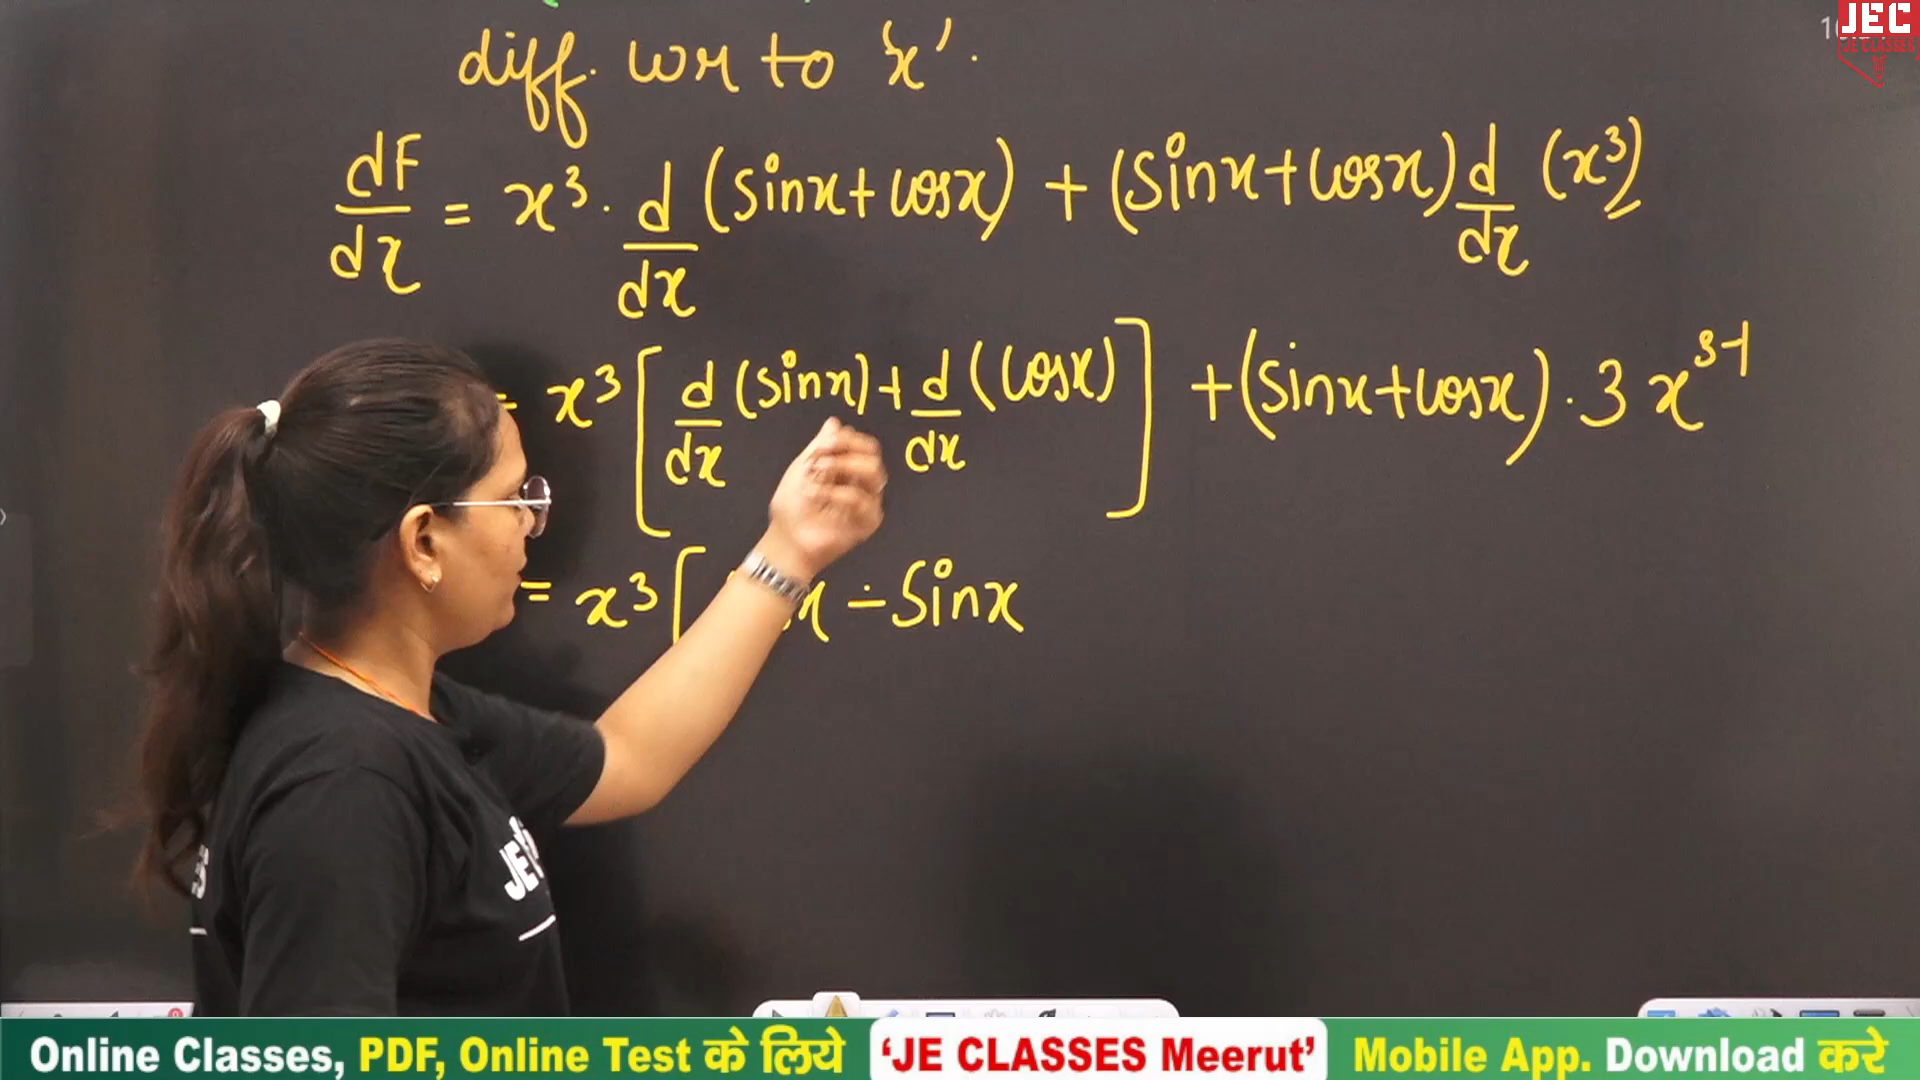 JEC
JE CLASSES
diff. wr to 'x'.
dF/dx = x³. d/dx (sinx + cosx) + (sinx + cosx) d/dx (x³)
= x³ [ d/dx (sinx) + d/dx (cosx) ] + (sinx + cosx) . 3 x³⁻¹
= x³ [ x - Sinx
JE
Online Classes, PDF, Online Test के लिये 'JE CLASSES Meerut' Mobile App. Download करे